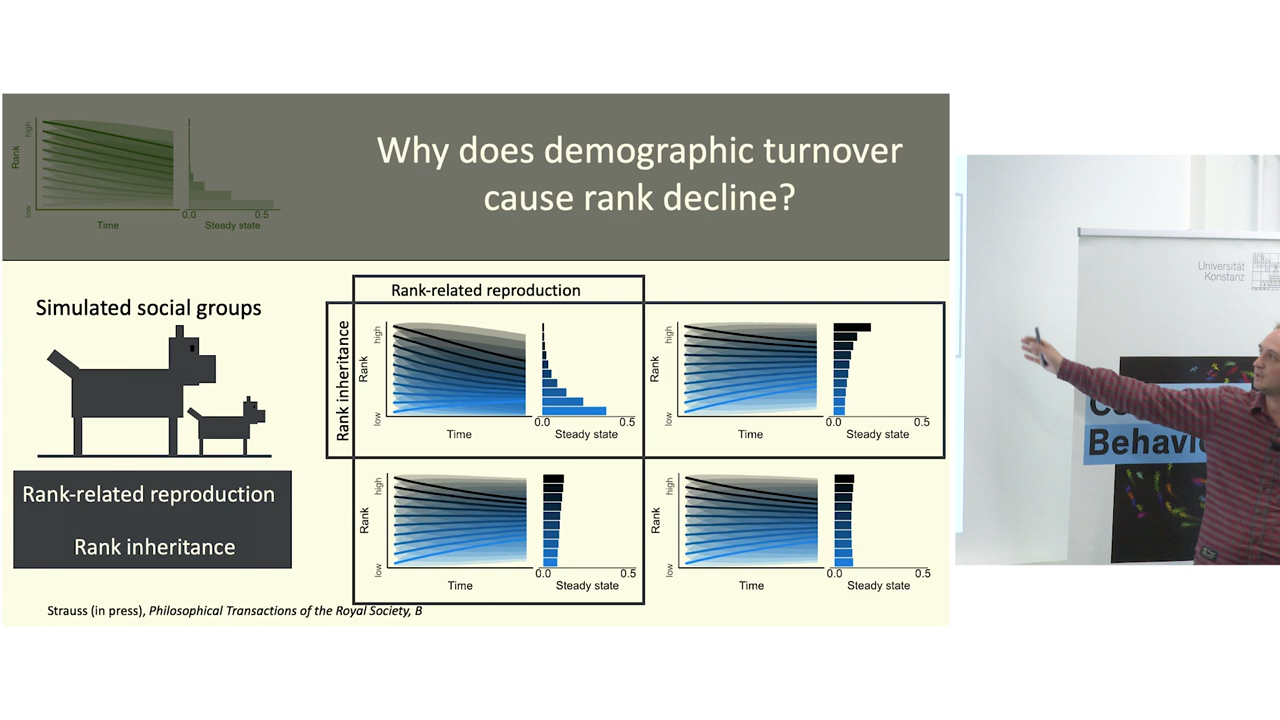 Why does demographic turnover
cause rank decline?
high
Rank
low
Time
0.0 0.5
Steady state
Simulated social groups
Rank-related reproduction
Rank inheritance
Rank-related reproduction
Rank inheritance
high
Rank
low
Time
0.0 0.5
Steady state
high
Rank
low
Time
0.0 0.5
Steady state
high
Rank
low
Time
0.0 0.5
Steady state
high
Rank
low
Time
0.0 0.5
Steady state
Strauss (in press), Philosophical Transactions of the Royal Society, B
Universität
Konstanz
Behavi